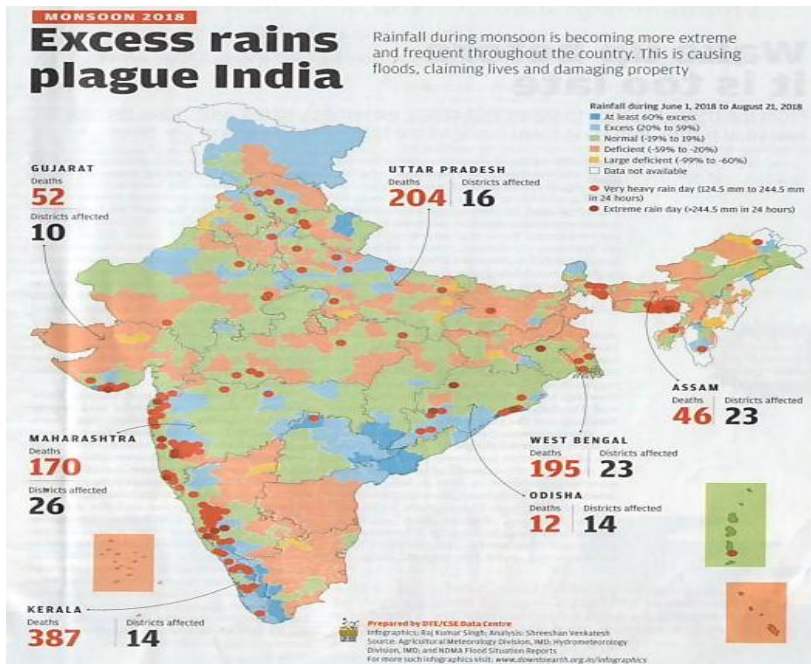 MONSOON 2018
Excess rains
plague India
Rainfall during monsoon is becoming more extreme
and frequent throughout the country. This is causing
floods, claiming lives and damaging property
Rainfall during June 1, 2018 to August 21, 2018
At least 60% excess
Excess (20% to 59%)
Normal (-19% to 19%)
Deficient (-59% to -20%)
Large deficient (-99% to -60%)
Data not available
Very heavy rain day (124.5 mm to 244.5 mm
in 24 hours)
Extreme rain day (>244.5 mm in 24 hours)
GUJARAT
Deaths
52
Districts affected
10
UTTAR PRADESH
Deaths
204
Districts affected
16
ASSAM
Deaths
46
Districts affected
23
MAHARASHTRA
Deaths
170
Districts affected
26
WEST BENGAL
Deaths
195
Districts affected
23
ODISHA
Deaths
12
Districts affected
14
KERALA
Deaths
387
Districts affected
14
Prepared by DTE/CSE Data Centre
Infographics: Raj Kumar Singh; Analysis: Shreeshan Venkatesh
Source: Agricultural Meteorology Division, IMD; Hydrometeorology
Division, IMD; and NDMA Flood Situation Reports
For more such infographics visit: www.downtoearth.org.in/infographics